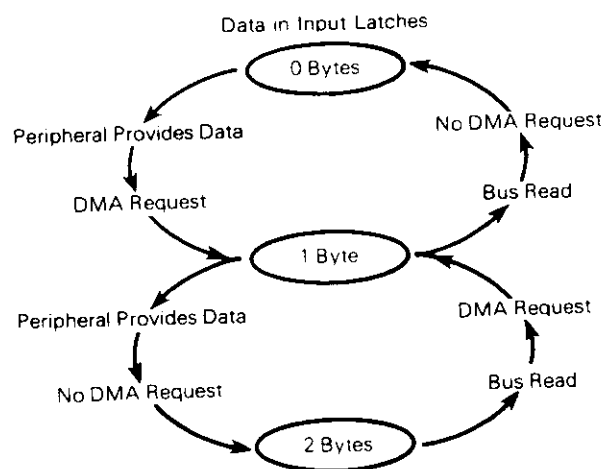 Data in Input Latches
0 Bytes
Peripheral Provides Data
No DMA Request
DMA Request
Bus Read
1 Byte
Peripheral Provides Data
DMA Request
No DMA Request
Bus Read
2 Bytes